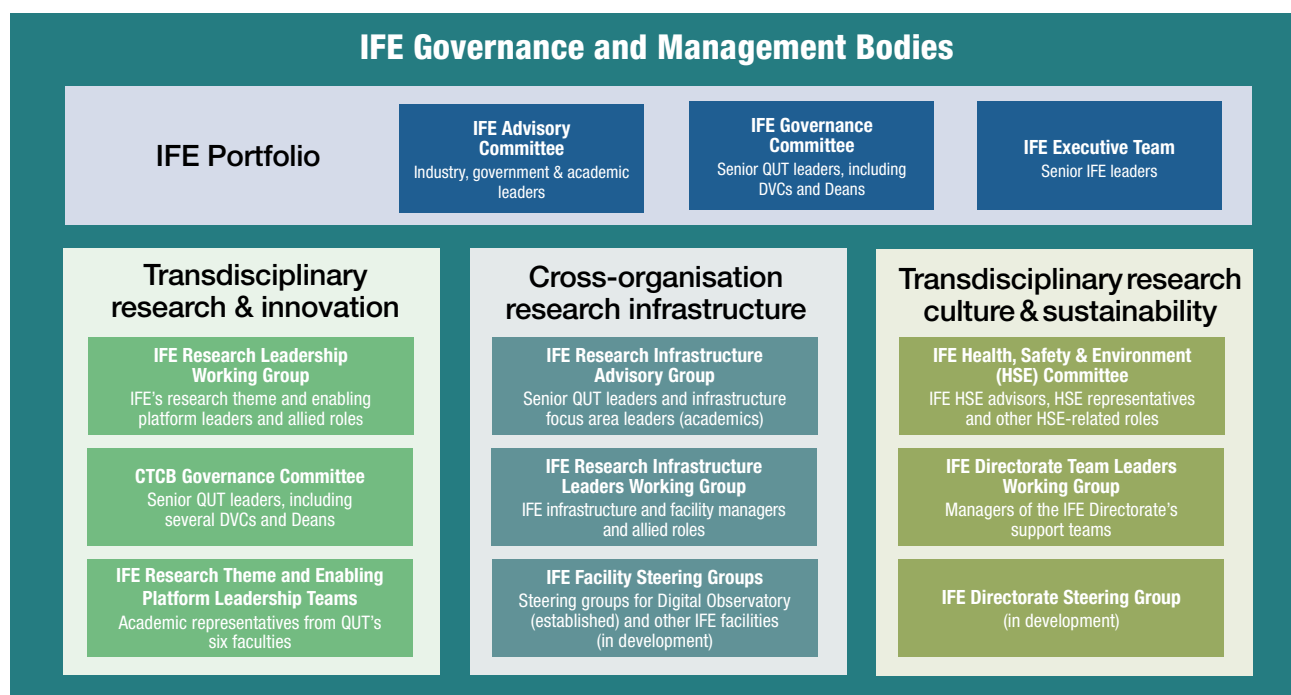 IFE Governance and Management Bodies
IFE Portfolio
IFE Advisory
Committee
Industry, government & academic
leaders
IFE Governance
Committee
Senior QUT leaders, including
DVCs and Deans
IFE Executive Team
Senior IFE leaders
Transdisciplinary
research & innovation
IFE Research Leadership
Working Group
IFE's research theme and enabling
platform leaders and allied roles
CTCB Governance Committee
Senior QUT leaders, including
several DVCs and Deans
IFE Research Theme and Enabling
Platform Leadership Teams
Academic representatives from QUT's
six faculties
Cross-organisation
research infrastructure
IFE Research Infrastructure
Advisory Group
Senior QUT leaders and infrastructure
focus area leaders (academics)
IFE Research Infrastructure
Leaders Working Group
IFE infrastructure and facility managers
and allied roles
IFE Facility Steering Groups
Steering groups for Digital Observatory
(established) and other IFE facilities
(in development)
Transdisciplinary research
culture & sustainability
IFE Health, Safety & Environment
(HSE) Committee
IFE HSE advisors, HSE representatives
and other HSE-related roles
IFE Directorate Team Leaders
Working Group
Managers of the IFE Directorate's
support teams
IFE Directorate Steering Group
(in development)